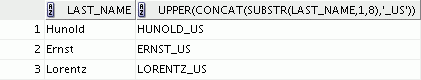 LAST_NAME UPPER(CONCAT(SUBSTR(LAST_NAME,1,8),'_US'))
1 Hunold HUNOLD_US
2 Ernst ERNST_US
3 Lorentz LORENTZ_US